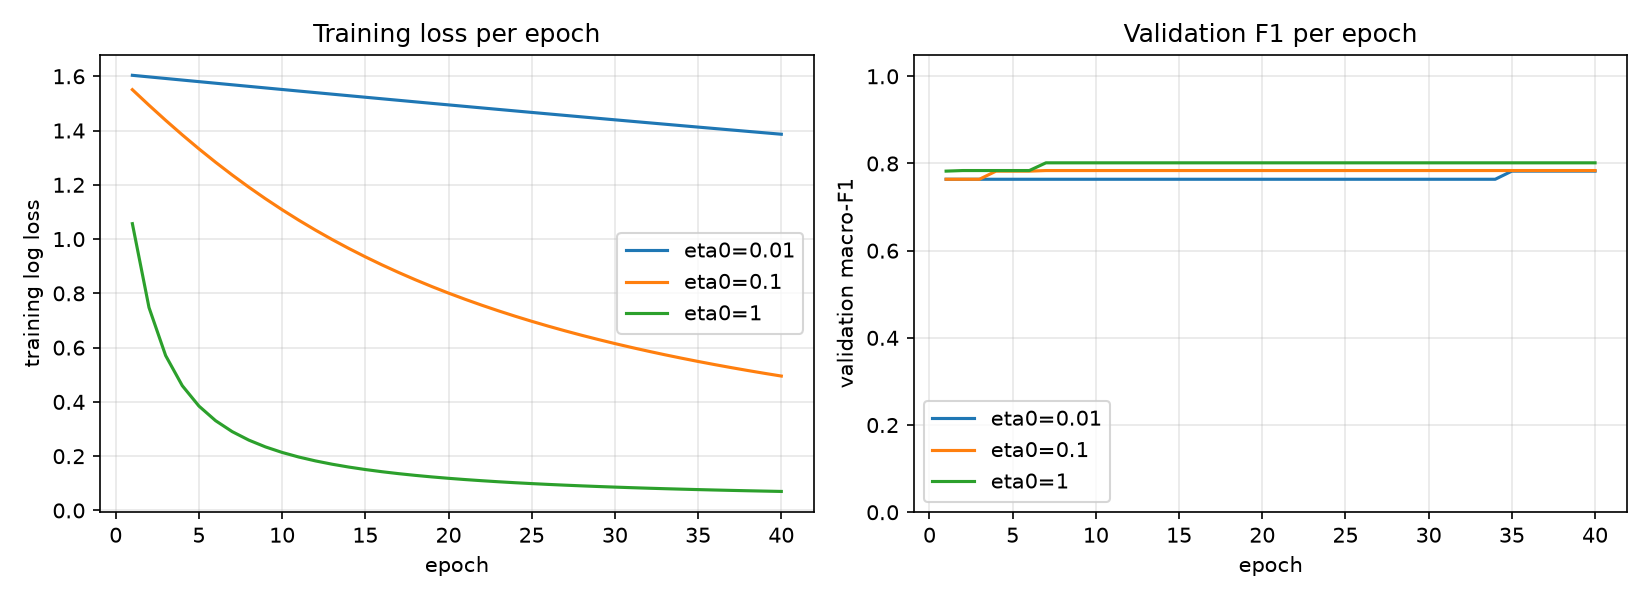 Training loss per epoch
training log loss
1.6
1.4
1.2
1.0
0.8
0.6
0.4
0.2
0.0
eta0=0.01
eta0=0.1
eta0=1
0 5 10 15 20 25 30 35 40
epoch
Validation F1 per epoch
validation macro-F1
1.0
0.8
0.6
0.4
0.2
0.0
eta0=0.01
eta0=0.1
eta0=1
0 5 10 15 20 25 30 35 40
epoch